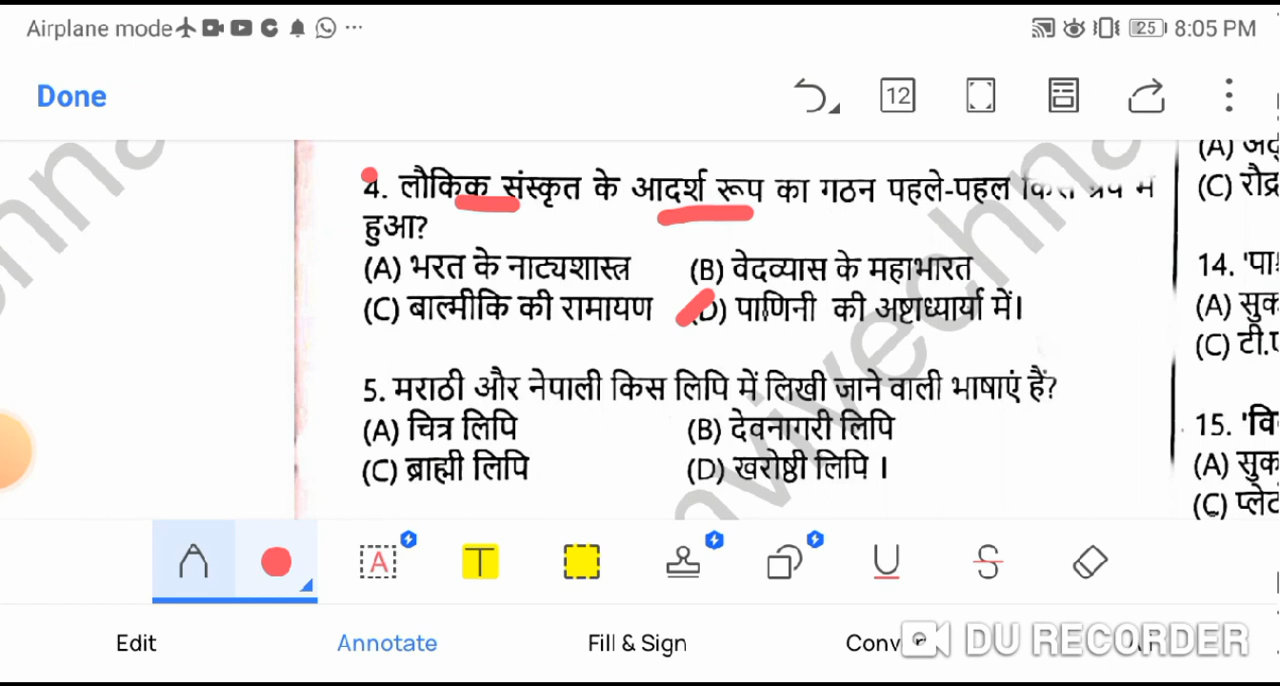 Airplane mode ... 25 8:05 PM
Done 12
4. लौकिक संस्कृत के आदर्श रूप का गठन पहले-पहल में
हुआ?
(A) भरत के नाट्यशास्त्र (B) वेदव्यास के महाभारत
(C) बाल्मीकि की रामायण (D) पाणिनी की अष्टाध्यार्या में।
5. मराठी और नेपाली किस लिपि में लिखी जाने वाली भाषाएं हैं?
(A) चित्र लिपि (B) देवनागरी लिपि
(C) ब्राह्मी लिपि (D) खरोष्ठी लिपि ।
(A)
(C)
14.
(A)
(C)
15.
(A)
(C)
A T U S
Edit Annotate Fill & Sign
DU RECORDER